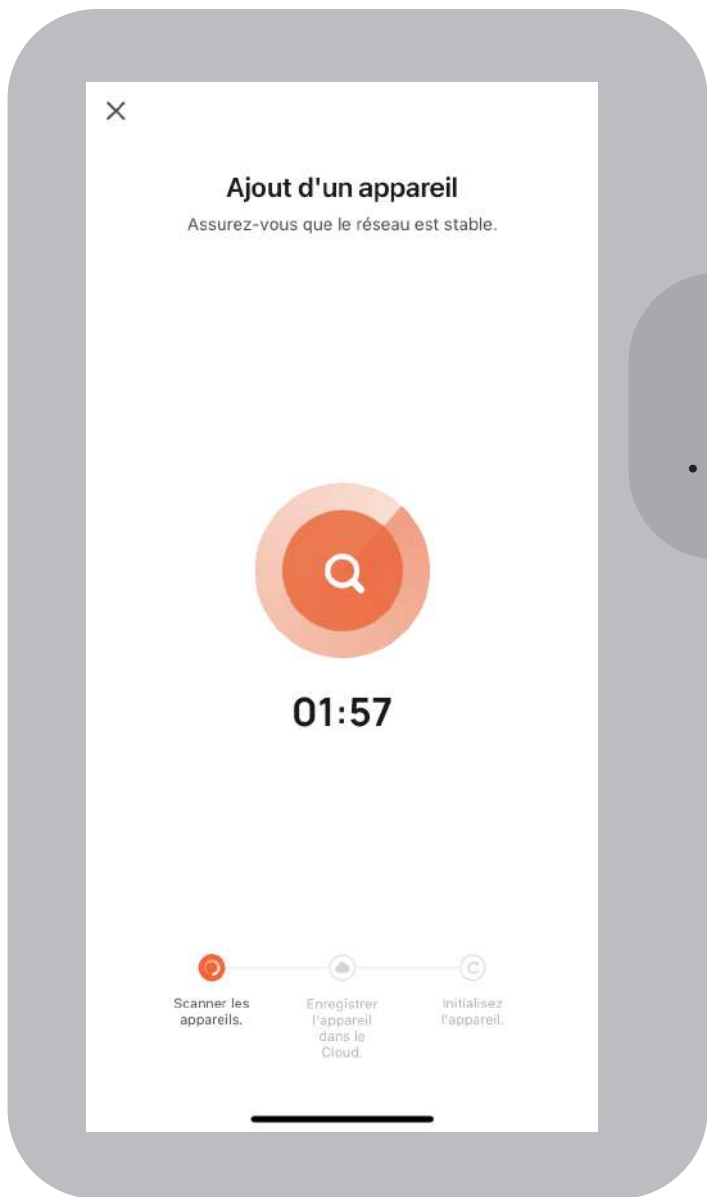 Ajout d'un appareil
Assurez-vous que le réseau est stable.
01:57
Scanner les
appareils.
Enregistrer
l'appareil
dans le
Cloud.
Initialisez
l'appareil.